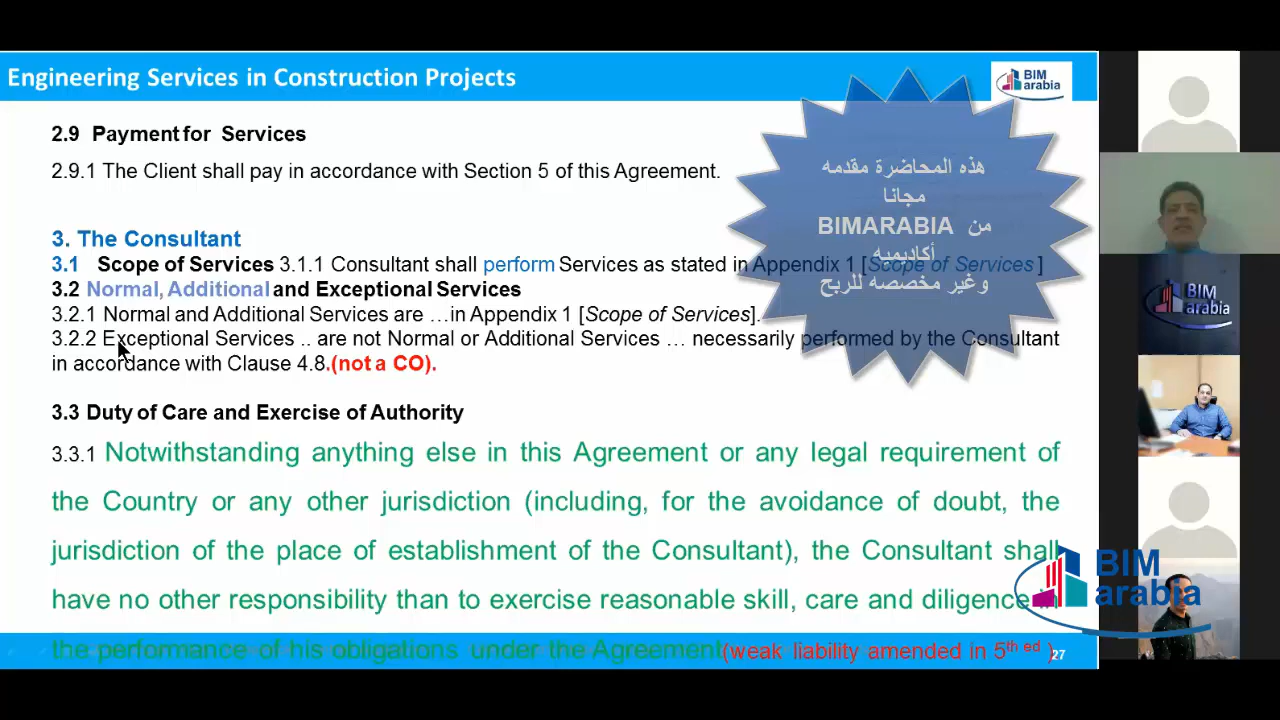 Engineering Services in Construction Projects
BIM
arabia
2.9 Payment for Services
2.9.1 The Client shall pay in accordance with Section 5 of this Agreement.
هذه المحاضرة مقدمه
مجانا
من BIMARABIA
أكاديميه
وغير مخصصه للربح
3. The Consultant
3.1 Scope of Services 3.1.1 Consultant shall perform Services as stated in Appendix 1 [Scope of Services ]
3.2 Normal, Additional and Exceptional Services
3.2.1 Normal and Additional Services are …in Appendix 1 [Scope of Services].
3.2.2 Exceptional Services .. are not Normal or Additional Services … necessarily performed by the Consultant
in accordance with Clause 4.8.(not a CO).
3.3 Duty of Care and Exercise of Authority
3.3.1 Notwithstanding anything else in this Agreement or any legal requirement of
the Country or any other jurisdiction (including, for the avoidance of doubt, the
jurisdiction of the place of establishment of the Consultant), the Consultant shall
have no other responsibility than to exercise reasonable skill, care and diligence
the performance of his obligations under the Agreement(weak liability amended in 5th ed )
27
BIM
arabia
BIM
arabia